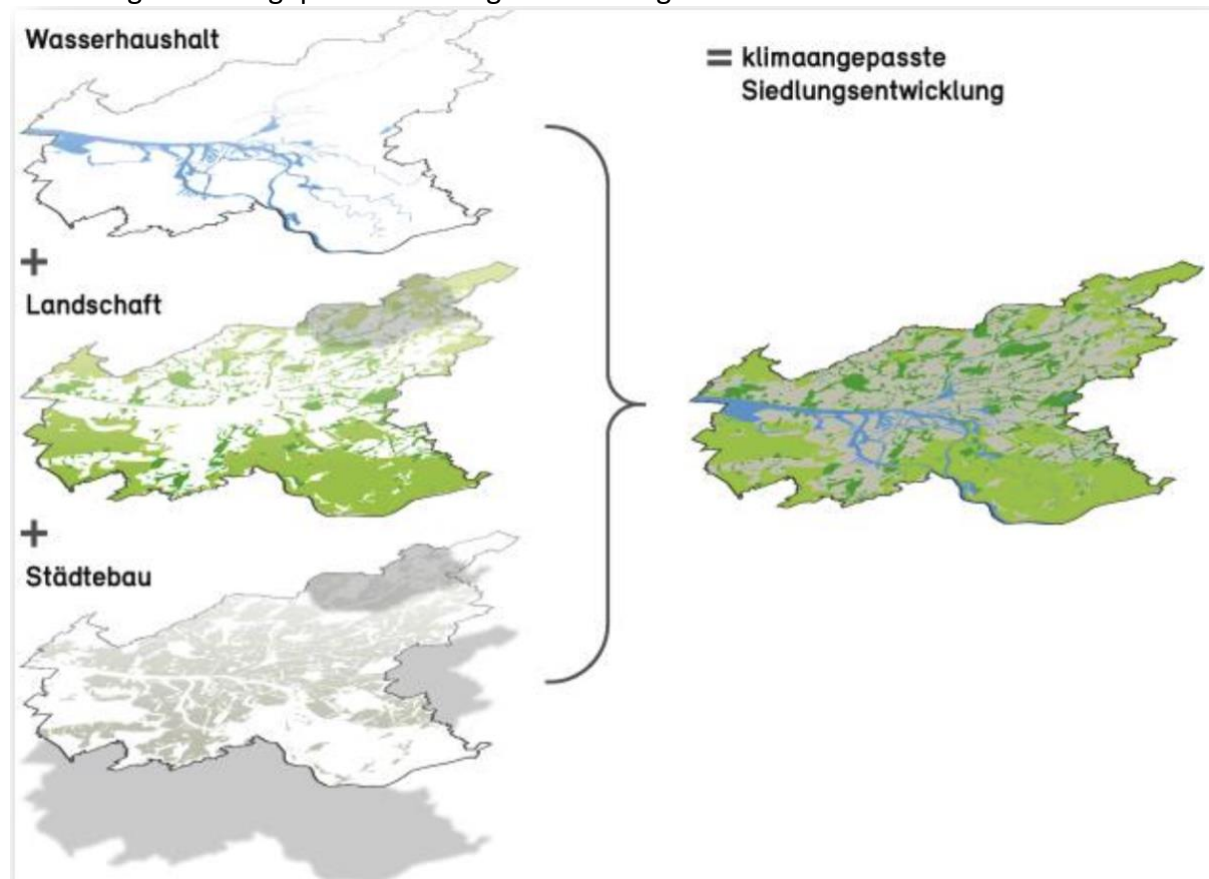 Wasserhaushalt
= klimaangepasste
Siedlungsentwicklung
+
Landschaft
+
Städtebau